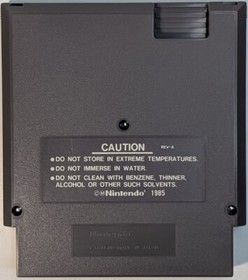 CAUTION REV-A
• DO NOT STORE IN EXTREME TEMPERATURES.
• DO NOT IMMERSE IN WATER.
• DO NOT CLEAN WITH BENZENE, THINNER,
ALCOHOL OR OTHER SUCH SOLVENTS.
©®Nintendo® 1985
Nintendo